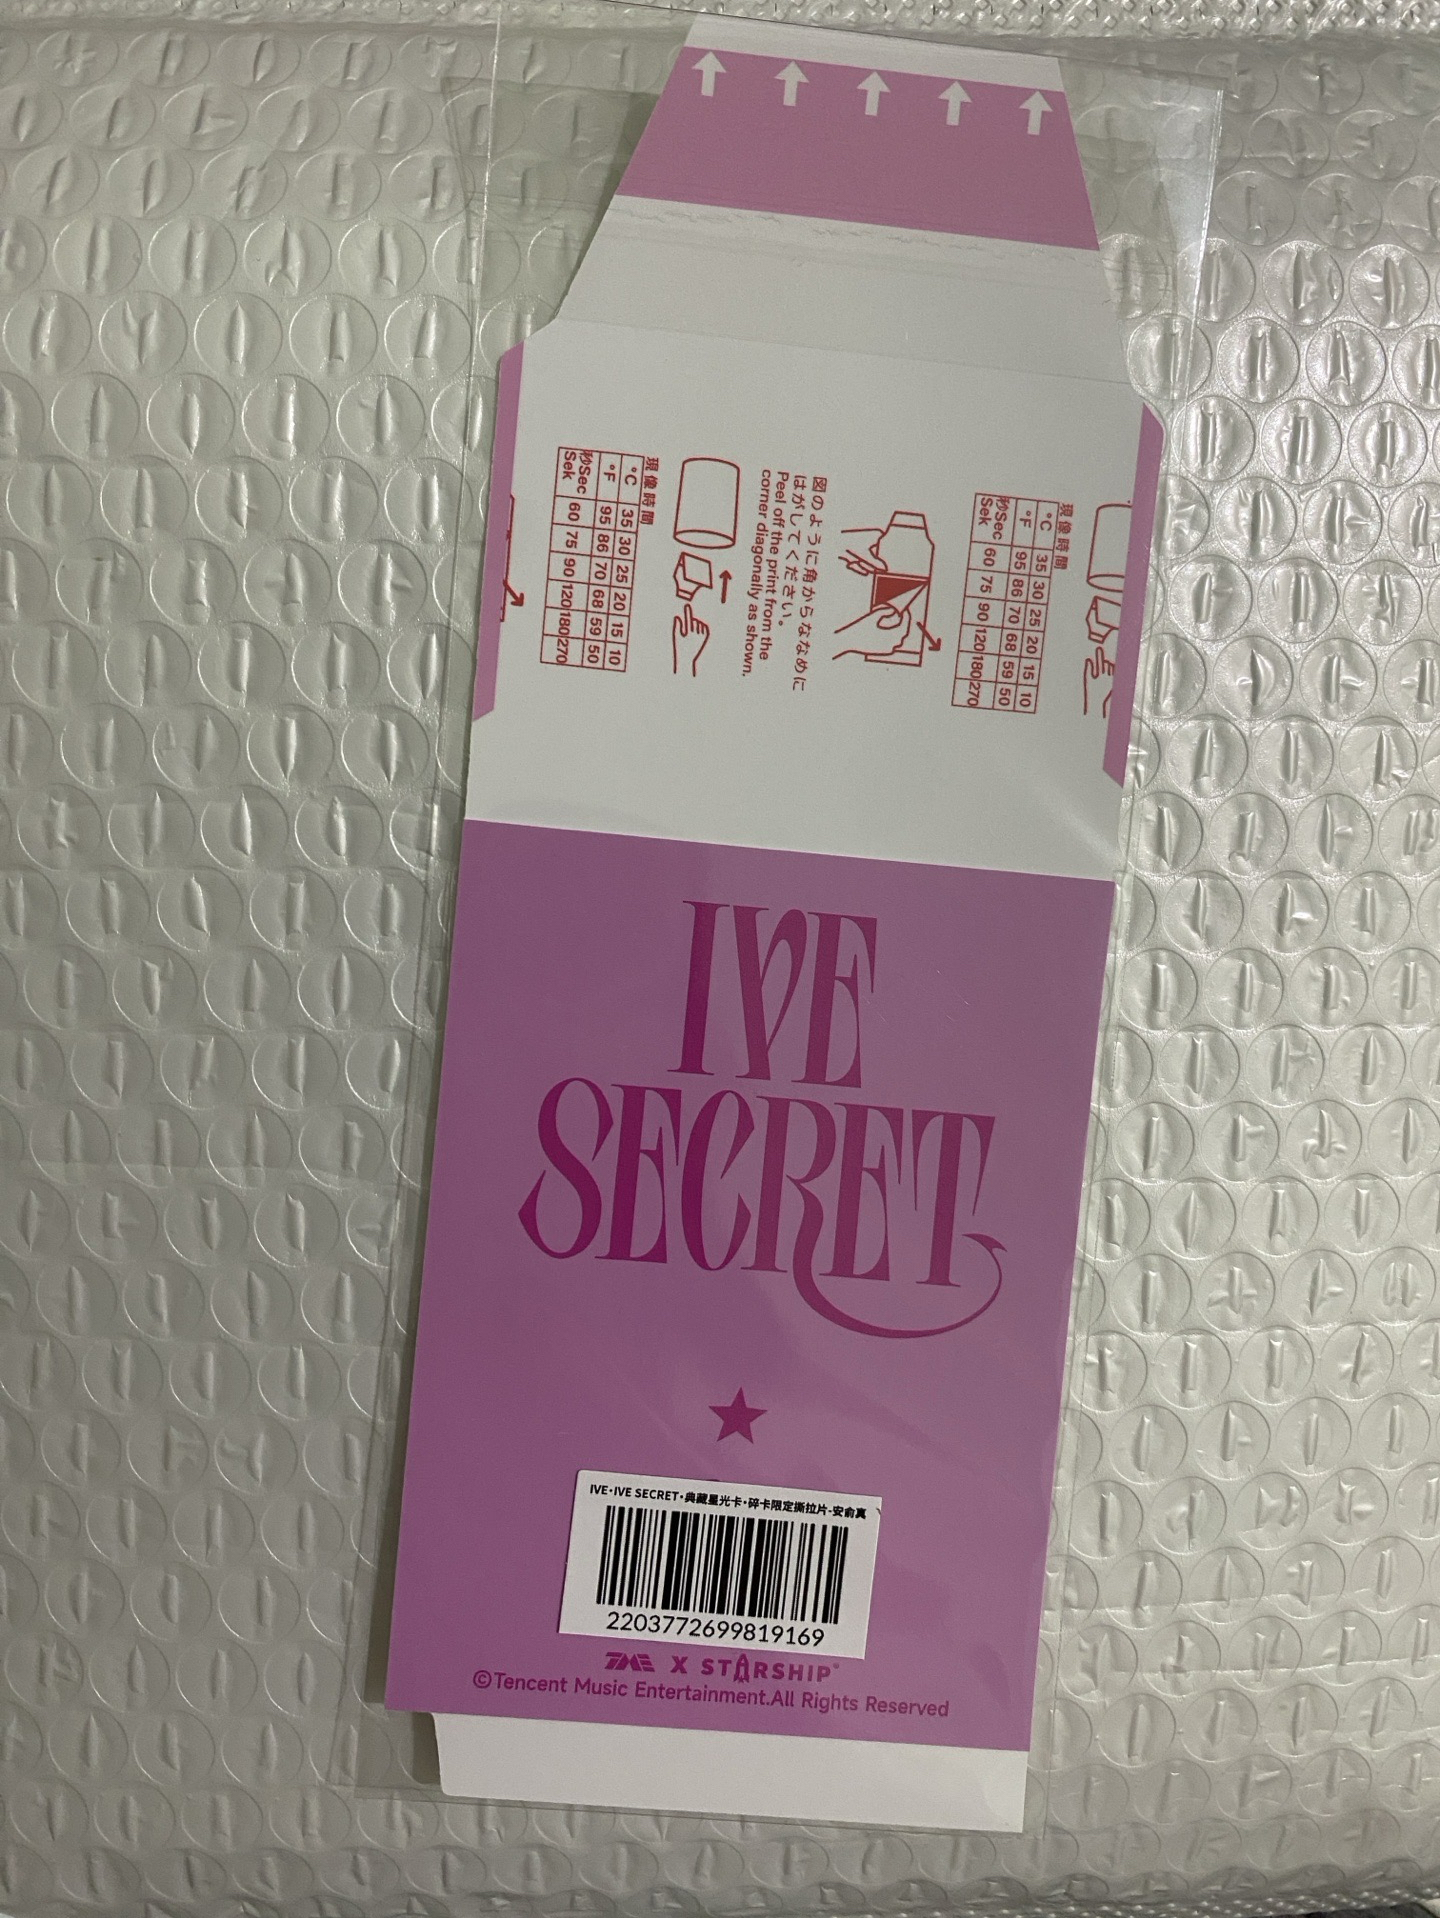 現像時間
°C 35 30 25 20 15 10
°F 95 86 70 68 59 50
秒Sec Sek 60 75 90 120 180 270
図のように角からななめに
はがしてください。
Peel off the print from the
corner diagonally as shown.
現像時間
°C 35 30 25 20 15 10
°F 95 86 70 68 59 50
秒Sec Sek 60 75 90 120 180 270
IVE
SECRET
IVE·IVE SECRET·典藏星光卡·碎卡限定撕拉片-安俞真
2203772699819169
TME X STARSHIP
©Tencent Music Entertainment.All Rights Reserved